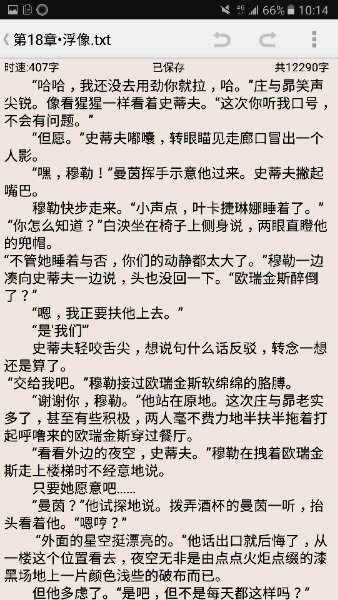 4G 66% 10:14
第18章•浮像.txt
时速:407字 已保存 共12290字
“哈哈，我还没去用劲你就拉，哈。”庄与昴笑声
尖锐。像看猩猩一样看着史蒂夫。“这次你听我口号，
不会有问题。”
“但愿。”史蒂夫嘟囔，转眼瞄见走廊口冒出一个
人影。
“嘿，穆勒！”曼茵挥手示意他过来。史蒂夫撇起
嘴巴。
穆勒快步走来。“小声点，叶卡捷琳娜睡着了。”
“你怎么知道？”白泱坐在椅子上侧身说，两眼直瞪他
的兜帽。
“不管她睡着与否，你们的动静都太大了。”穆勒一边
凑向史蒂夫一边说，头也没回一下。“欧瑞金斯醉倒
了？”
“嗯，我正要扶他上去。”
“是‘我们’”
史蒂夫轻咬舌尖，想说句什么话反驳，转念一想
还是算了。
“交给我吧。”穆勒接过欧瑞金斯软绵绵的胳膊。
“谢谢你，穆勒。”他站在原地。这次庄与昴老实
多了，甚至有些积极，两人毫不费力地半扶半拖着打
起呼噜来的欧瑞金斯穿过餐厅。
“看看外边的夜空，史蒂夫。”穆勒在拽着欧瑞金
斯走上楼梯时不经意地说。
只要她愿意吧......
“曼茵？”他试探地说。拨弄酒杯的曼茵一听，抬
头看着他。“嗯哼？”
“外面的星空挺漂亮的。”他话出口就后悔了，从
一楼这个位置看去，夜空无非是由点点火炬点缀的漆
黑场地上一片颜色浅些的破布而已。
但他多虑了。“是吧，但不是每天都这样吗？”